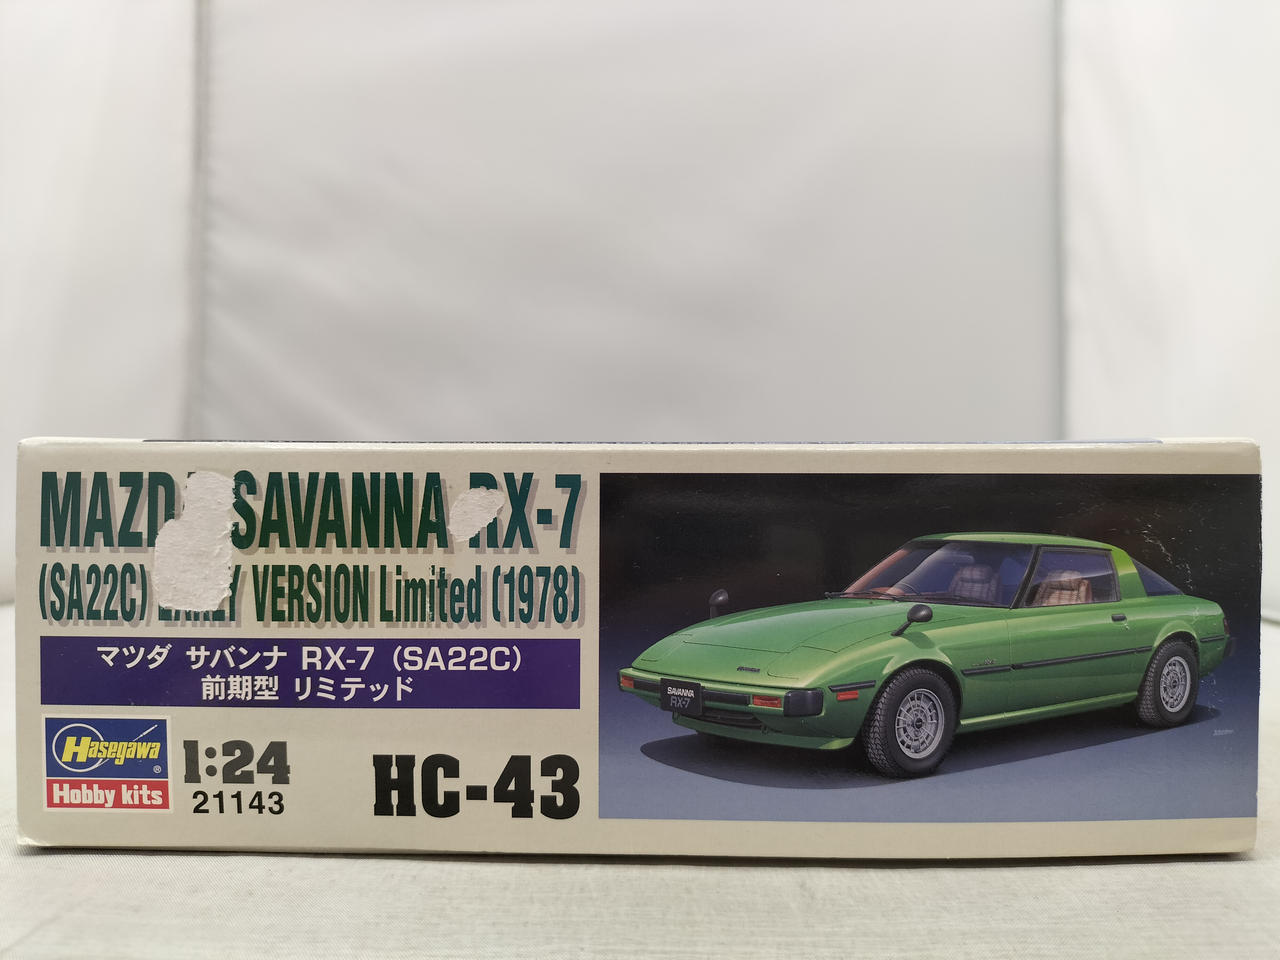 MAZD SAVANNA RX-7
(SA22C) EARLY VERSION Limited (1978)
マツダ サバンナ RX-7 (SA22C)
前期型 リミテッド
Hasegawa®
Hobby kits
1:24
21143
HC-43
SAVANNA
RX-7